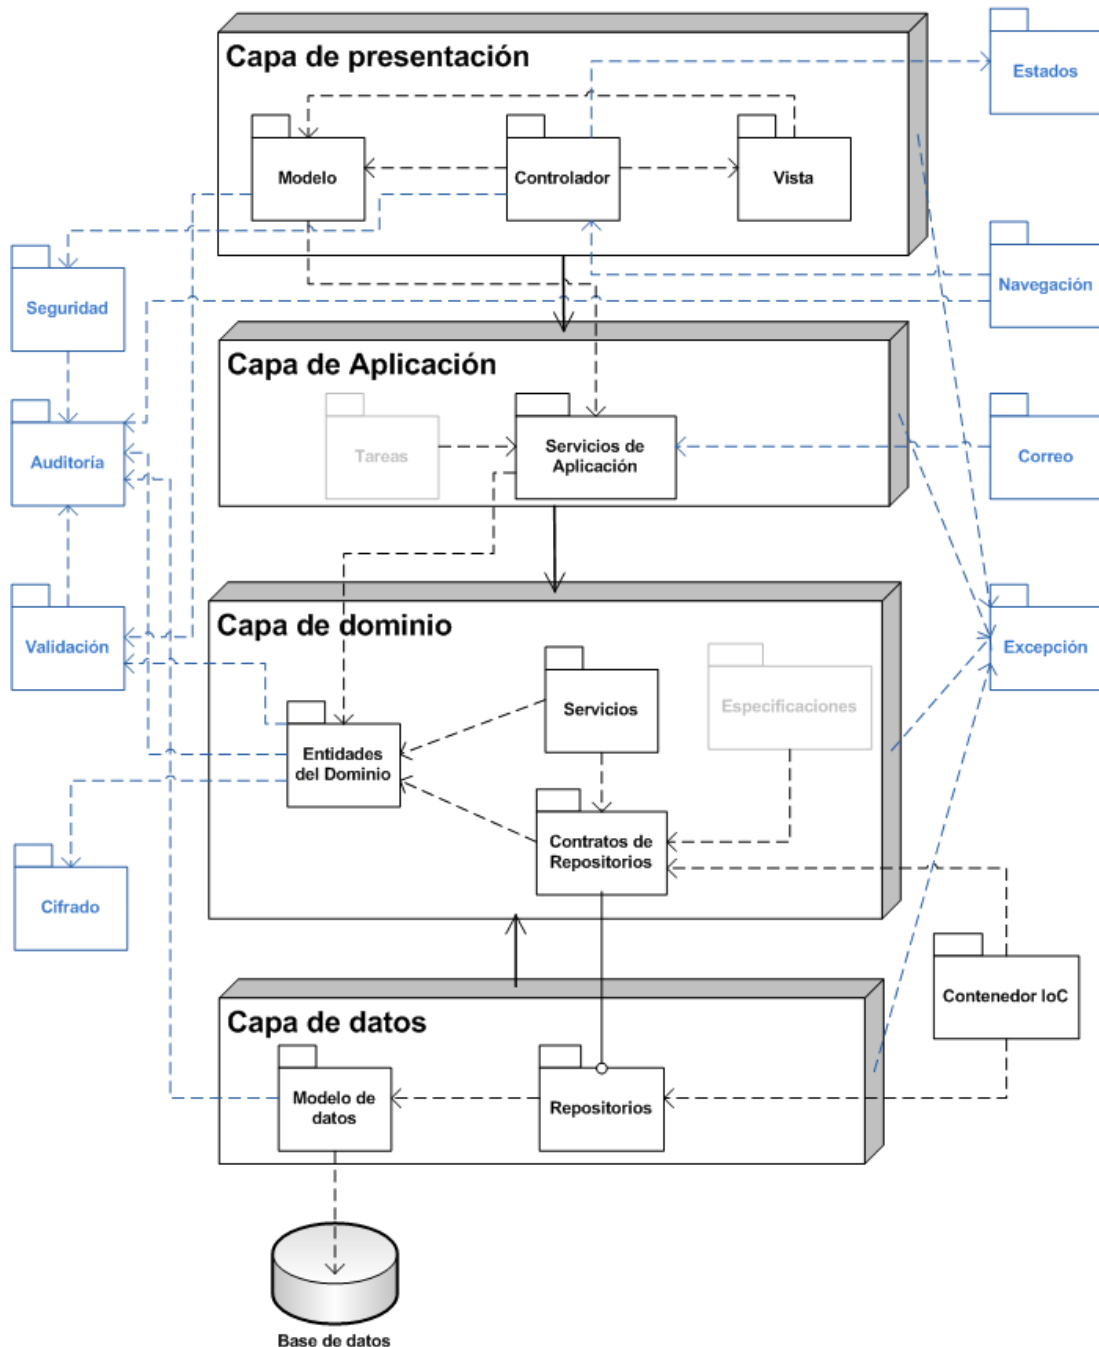 Capa de presentación
Estados
Modelo
Controlador
Vista
Seguridad
Navegación
Capa de Aplicación
Tareas
Servicios de
Aplicación
Auditoría
Correo
Capa de dominio
Validación
Servicios
Especificaciones
Excepción
Entidades
del Dominio
Contratos de
Repositorios
Cifrado
Contenedor IoC
Capa de datos
Modelo de
datos
Repositorios
Base de datos